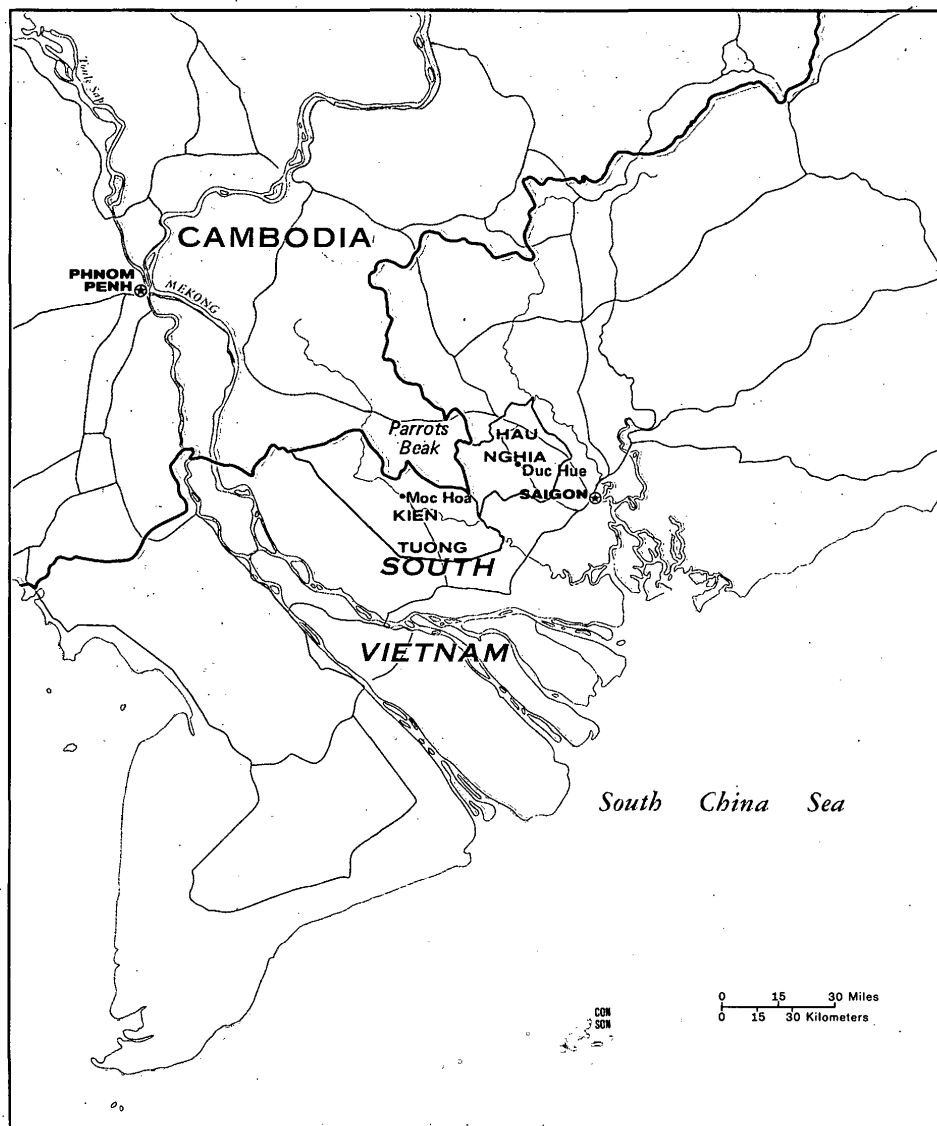 Tonle Sap
CAMBODIA
PHNOM
PENH
MEKONG
Parrots
Beak
HAU
NGHIA
Duc Hue
SAIGON
Moc Hoa
KIEN
TUONG
SOUTH
VIETNAM
South China Sea
0 15 30 Miles
0 15 30 Kilometers
CON
SON